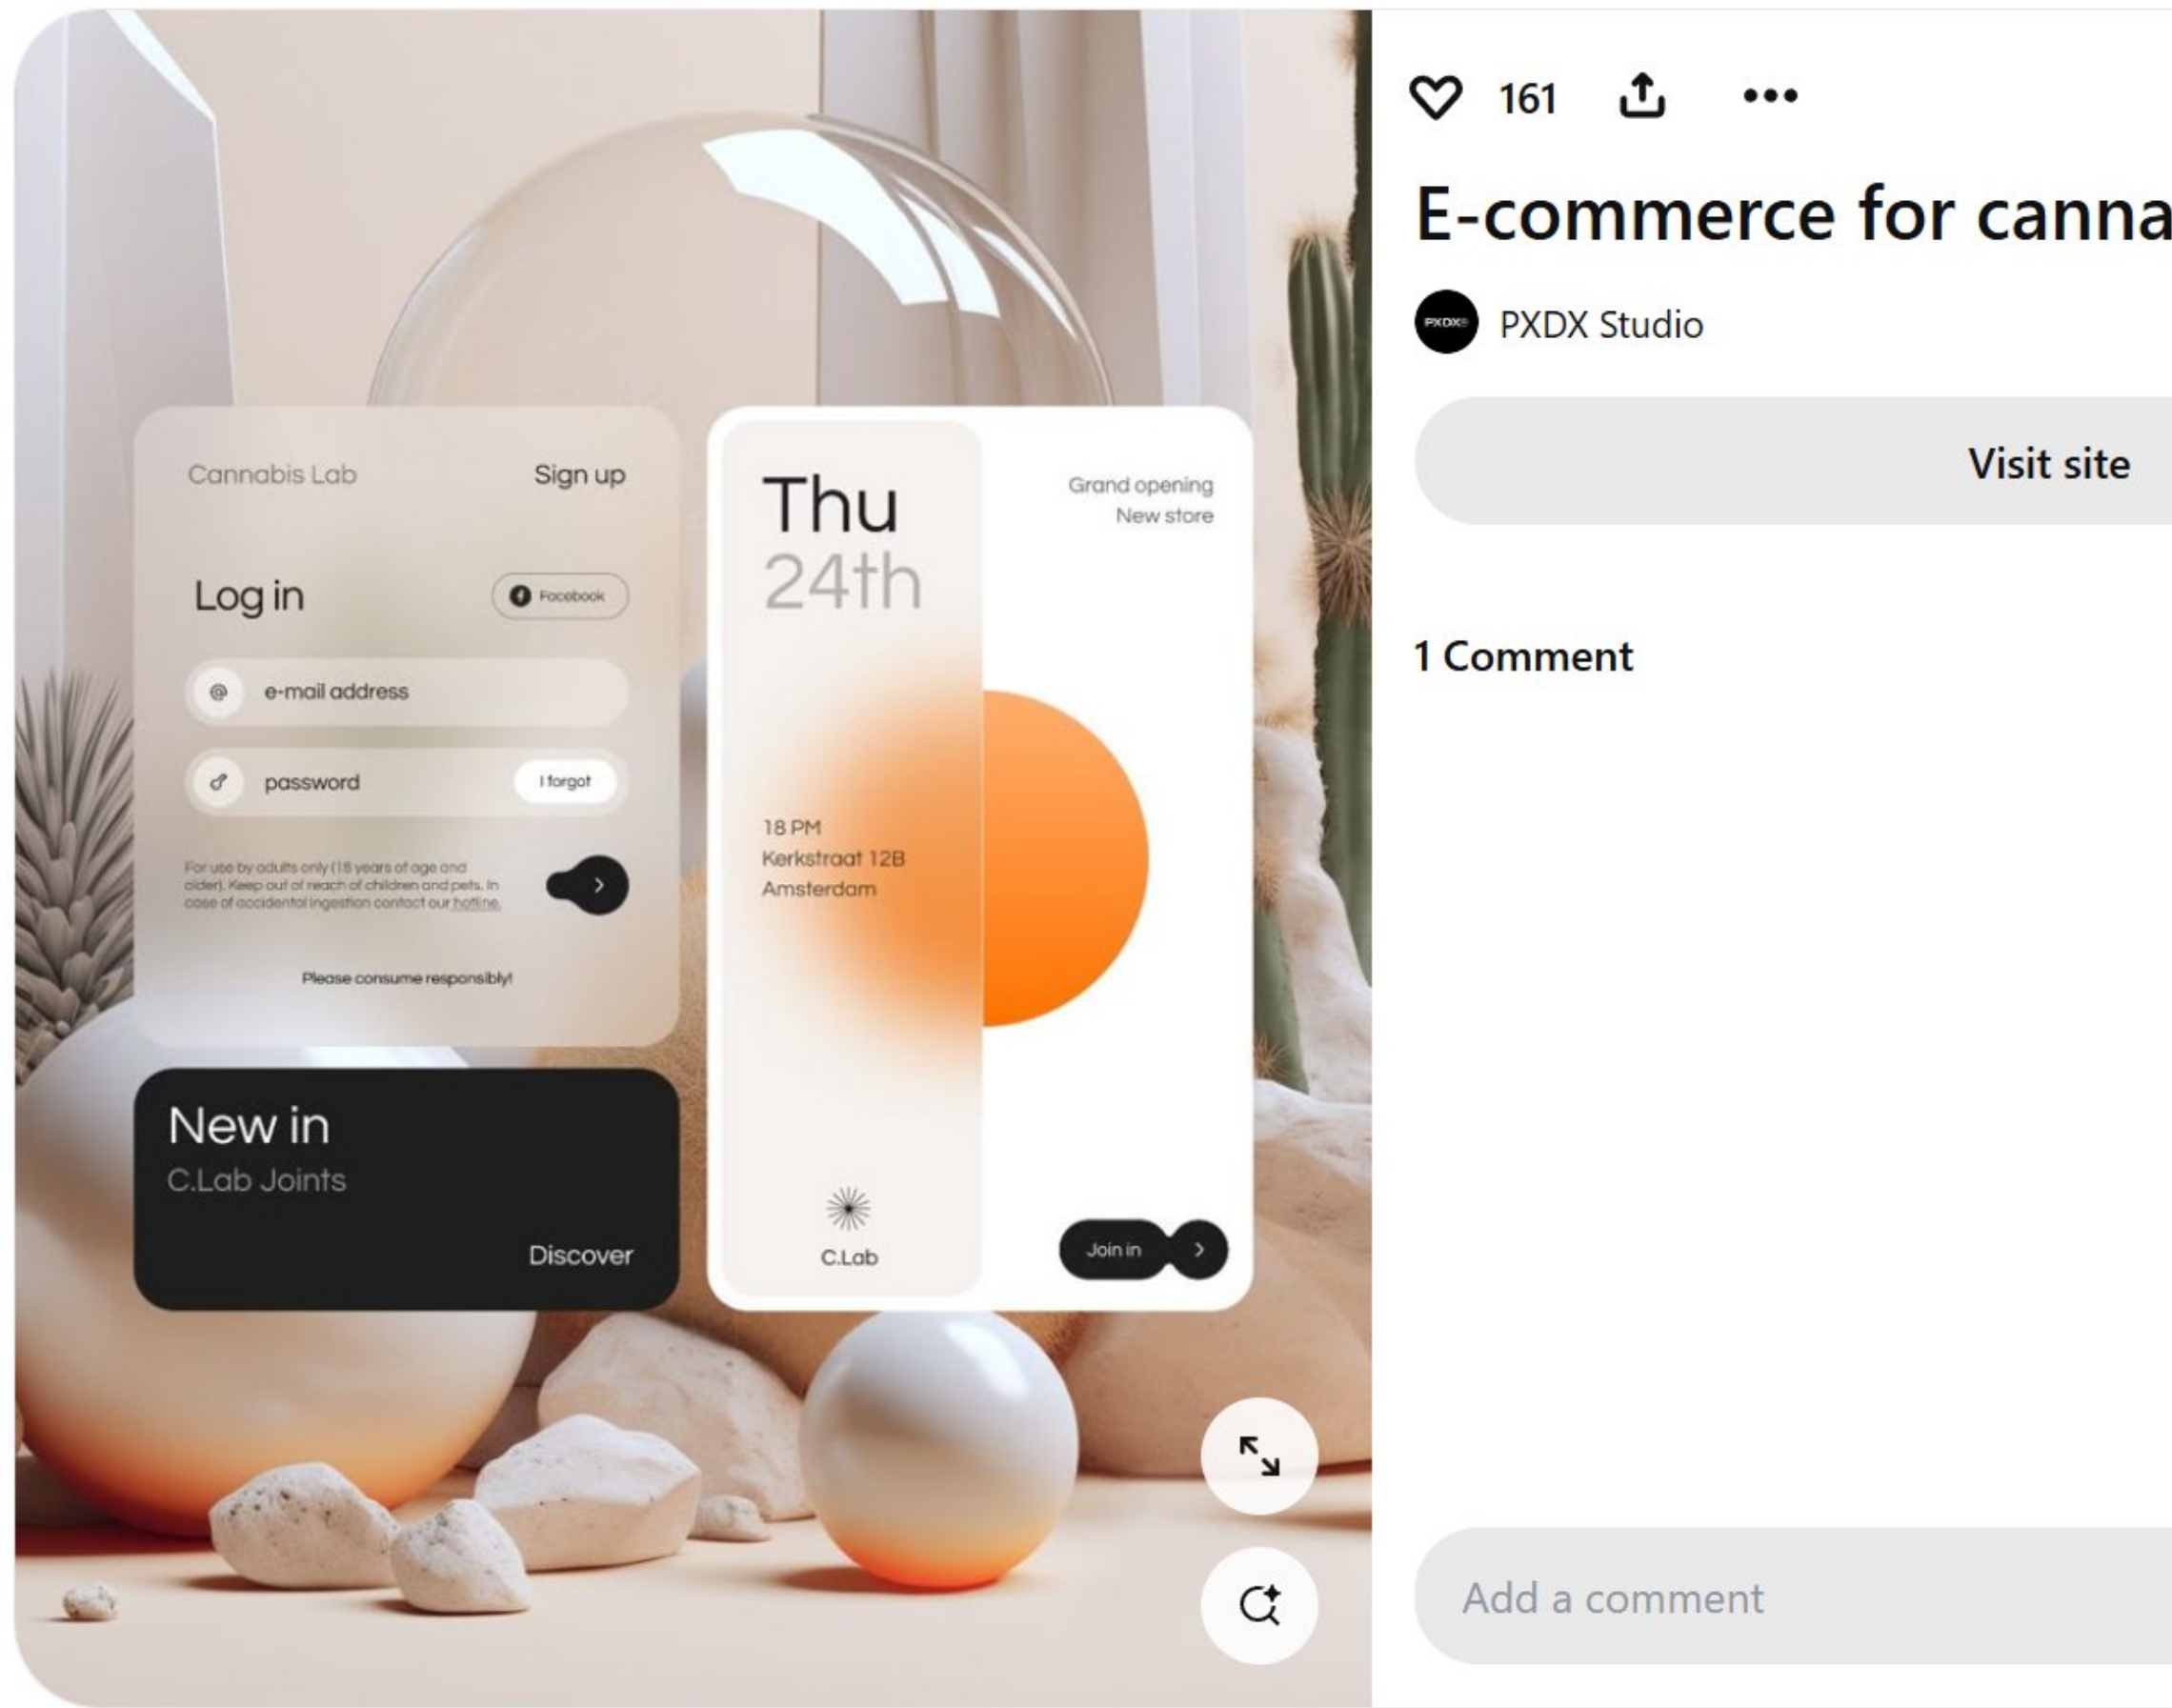 Cannabis Lab
Sign up
Log in
Facebook
@
e-mail address
password
I forgot
For use by adults only (18 years of age and
older). Keep out of reach of children and pets. In
case of accidental ingestion contact our hotline.
Please consume responsibly!
New in
C.Lab Joints
Discover
Thu
24th
Grand opening
New store
18 PM
Kerkstraat 12B
Amsterdam
C.Lab
Join in
161
E-commerce for canna
PXDX®
PXDX Studio
Visit site
1 Comment
Add a comment